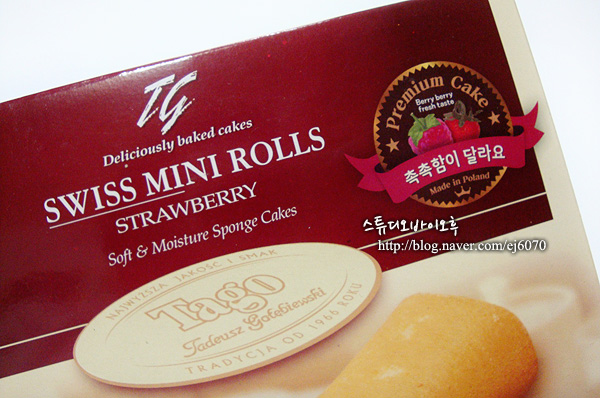 TG
Deliciously baked cakes
SWISS MINI ROLLS
STRAWBERRY
Soft & Moisture Sponge Cakes
Premium Cake
Berry berry
fresh taste
촉촉함이 달라요
Made in Poland
스튜디오바이오후
http://blog.naver.com/ej6070
NAJWYŻSZA JAKOŚĆ I SMAK
Tago
Tadeusz Gołębiewski
TRADYCJA OD 1966 ROKU